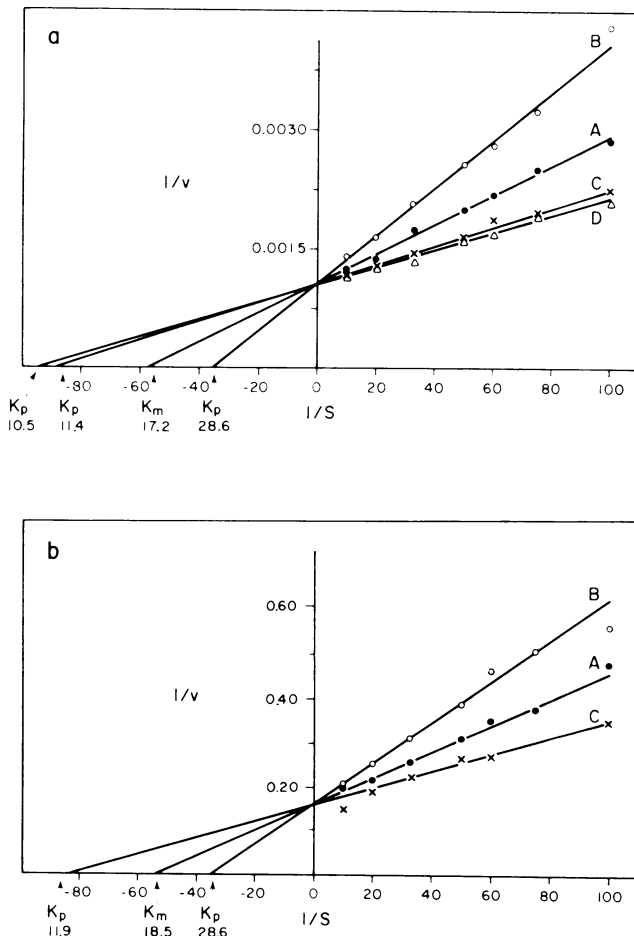 a
B
0.0030
A
1/v
C
0.0015
D
-80 -60 -40 -20 0 20 40 60 80 100
Kp Kp Km Kp 1/S
10.5 11.4 17.2 28.6
b
B
0.60
A
1/v
0.40
C
0.20
-80 -60 -40 -20 0 20 40 60 80 100
Kp Km Kp 1/S
11.9 18.5 28.6